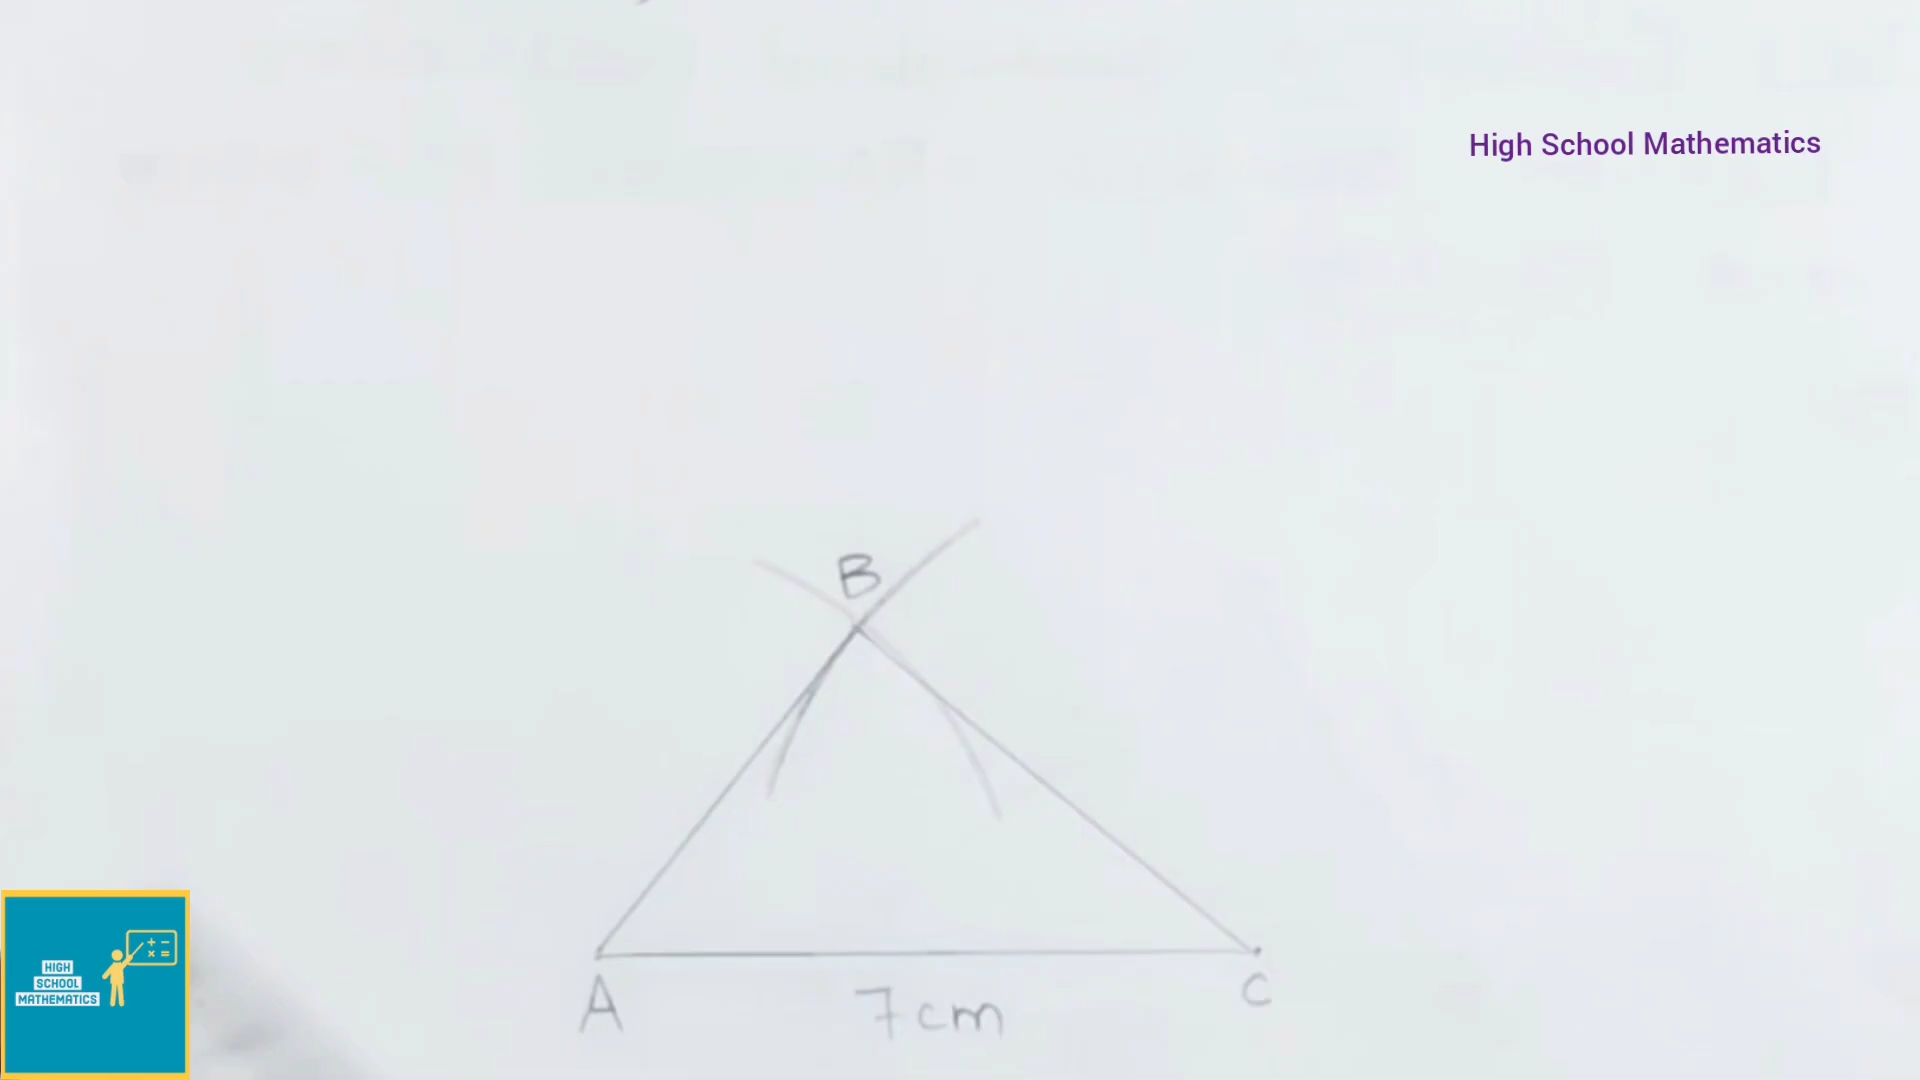 High School Mathematics
B
A
7cm
C
HIGH
SCHOOL
MATHEMATICS
+ -
× =